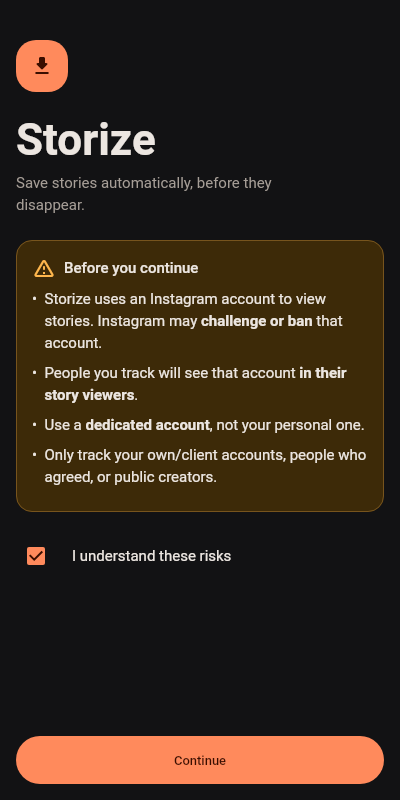 Storize
Save stories automatically, before they
disappear.
Before you continue
• Storize uses an Instagram account to view
stories. Instagram may challenge or ban that
account.
• People you track will see that account in their
story viewers.
• Use a dedicated account, not your personal one.
• Only track your own/client accounts, people who
agreed, or public creators.
I understand these risks
Continue